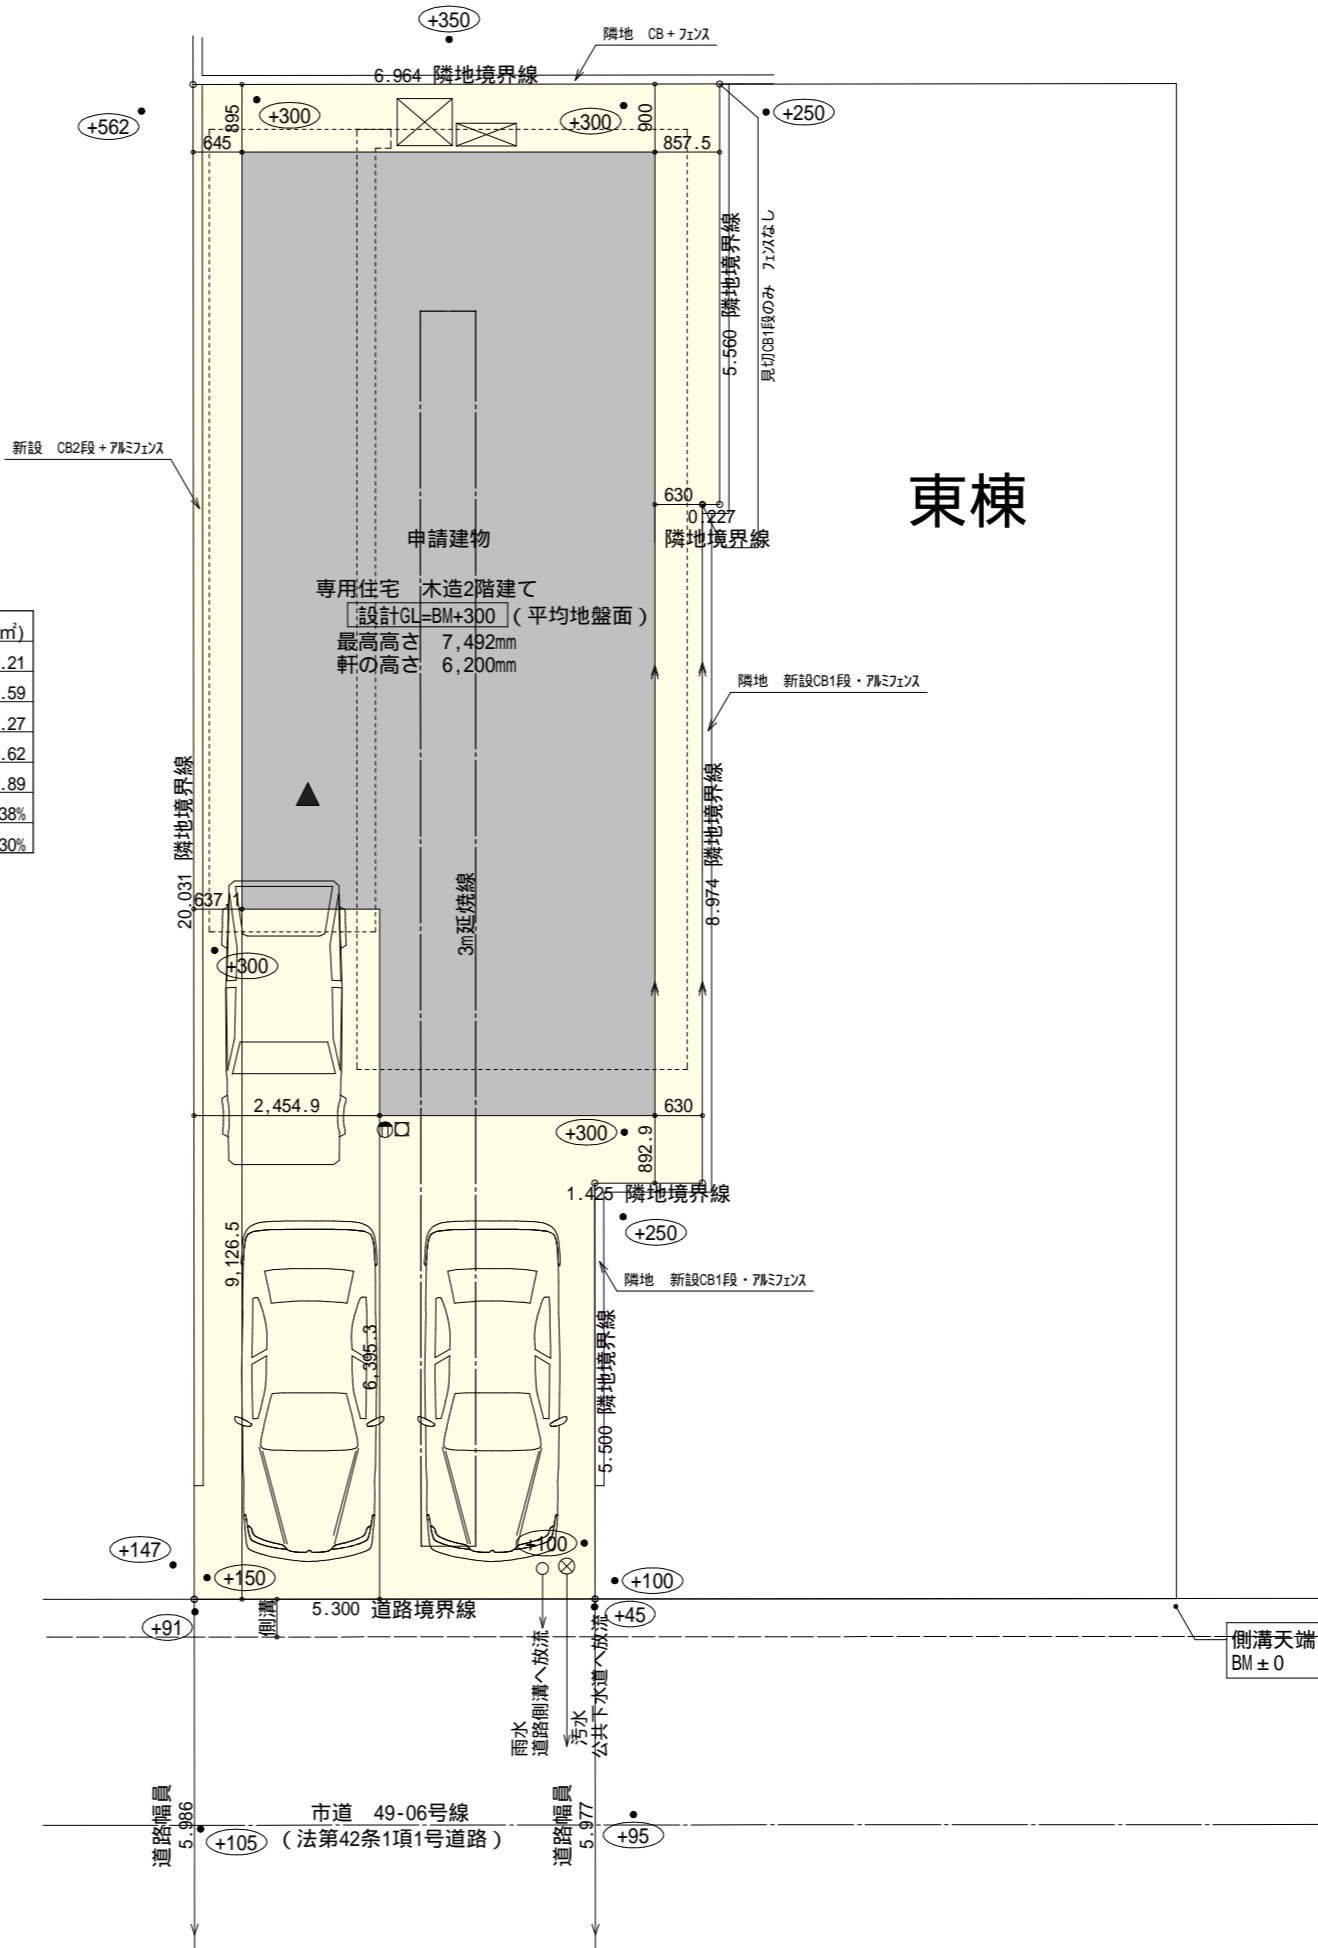 +350
隣地　CB+フェンス
6.964 隣地境界線
+562
895
+300
+300
900
+250
645
857.5
5.560 隣地境界線
見切CB1段のみ　フェンスなし
新設　CB2段+アルミフェンス
東棟
630
0.227
隣地境界線
申請建物
専用住宅　木造2階建て
設計GL=BM+300（平均地盤面）
最高高さ　7,492mm
軒の高さ　6,200mm
㎡)
.21
.59
.27
.62
.89
38%
30%
隣地　新設CB1段・アルミフェンス
20.031 隣地境界線
8.974 隣地境界線
3m延焼線
637.1
+300
2,454.9
630
+300
892.9
1.425 隣地境界線
+250
9,126.5
6,395.3
隣地　新設CB1段・アルミフェンス
5.500 隣地境界線
+147
+150
+100
+100
+91
側溝
5.300 道路境界線
+45
側溝天端
BM±0
雨水
道路側溝へ放流
汚水
公共下水道へ放流
道路幅員
5.986
道路幅員
5.977
市道　49-06号線
（法第42条1項1号道路）
+105
+95